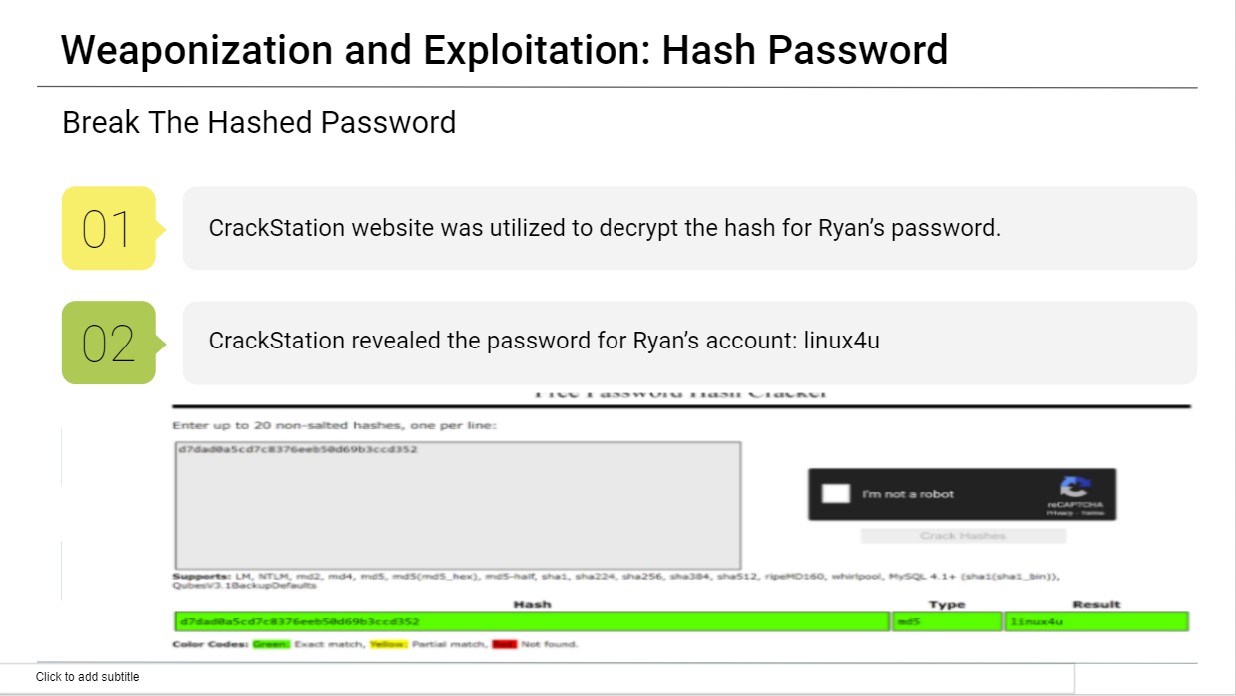 Weaponization and Exploitation: Hash Password
Break The Hashed Password
01
CrackStation website was utilized to decrypt the hash for Ryan’s password.
02
CrackStation revealed the password for Ryan’s account: linux4u
Free Password Hash Cracker
Enter up to 20 non-salted hashes, one per line:
d7dad0a5cd7c8376eeb50d69b3ccd352
I'm not a robot
reCAPTCHA
Privacy - Terms
Crack Hashes
Supports: LM, NTLM, md2, md4, md5, md5(md5_hex), md5-half, sha1, sha224, sha256, sha384, sha512, ripeMD160, whirlpool, MySQL 4.1+ (sha1(sha1_bin)),
QubesV3.1BackupDefaults
Hash Type Result
d7dad0a5cd7c8376eeb50d69b3ccd352 md5 linux4u
Color Codes: Green: Exact match, Yellow: Partial match, Red: Not found.
Click to add subtitle